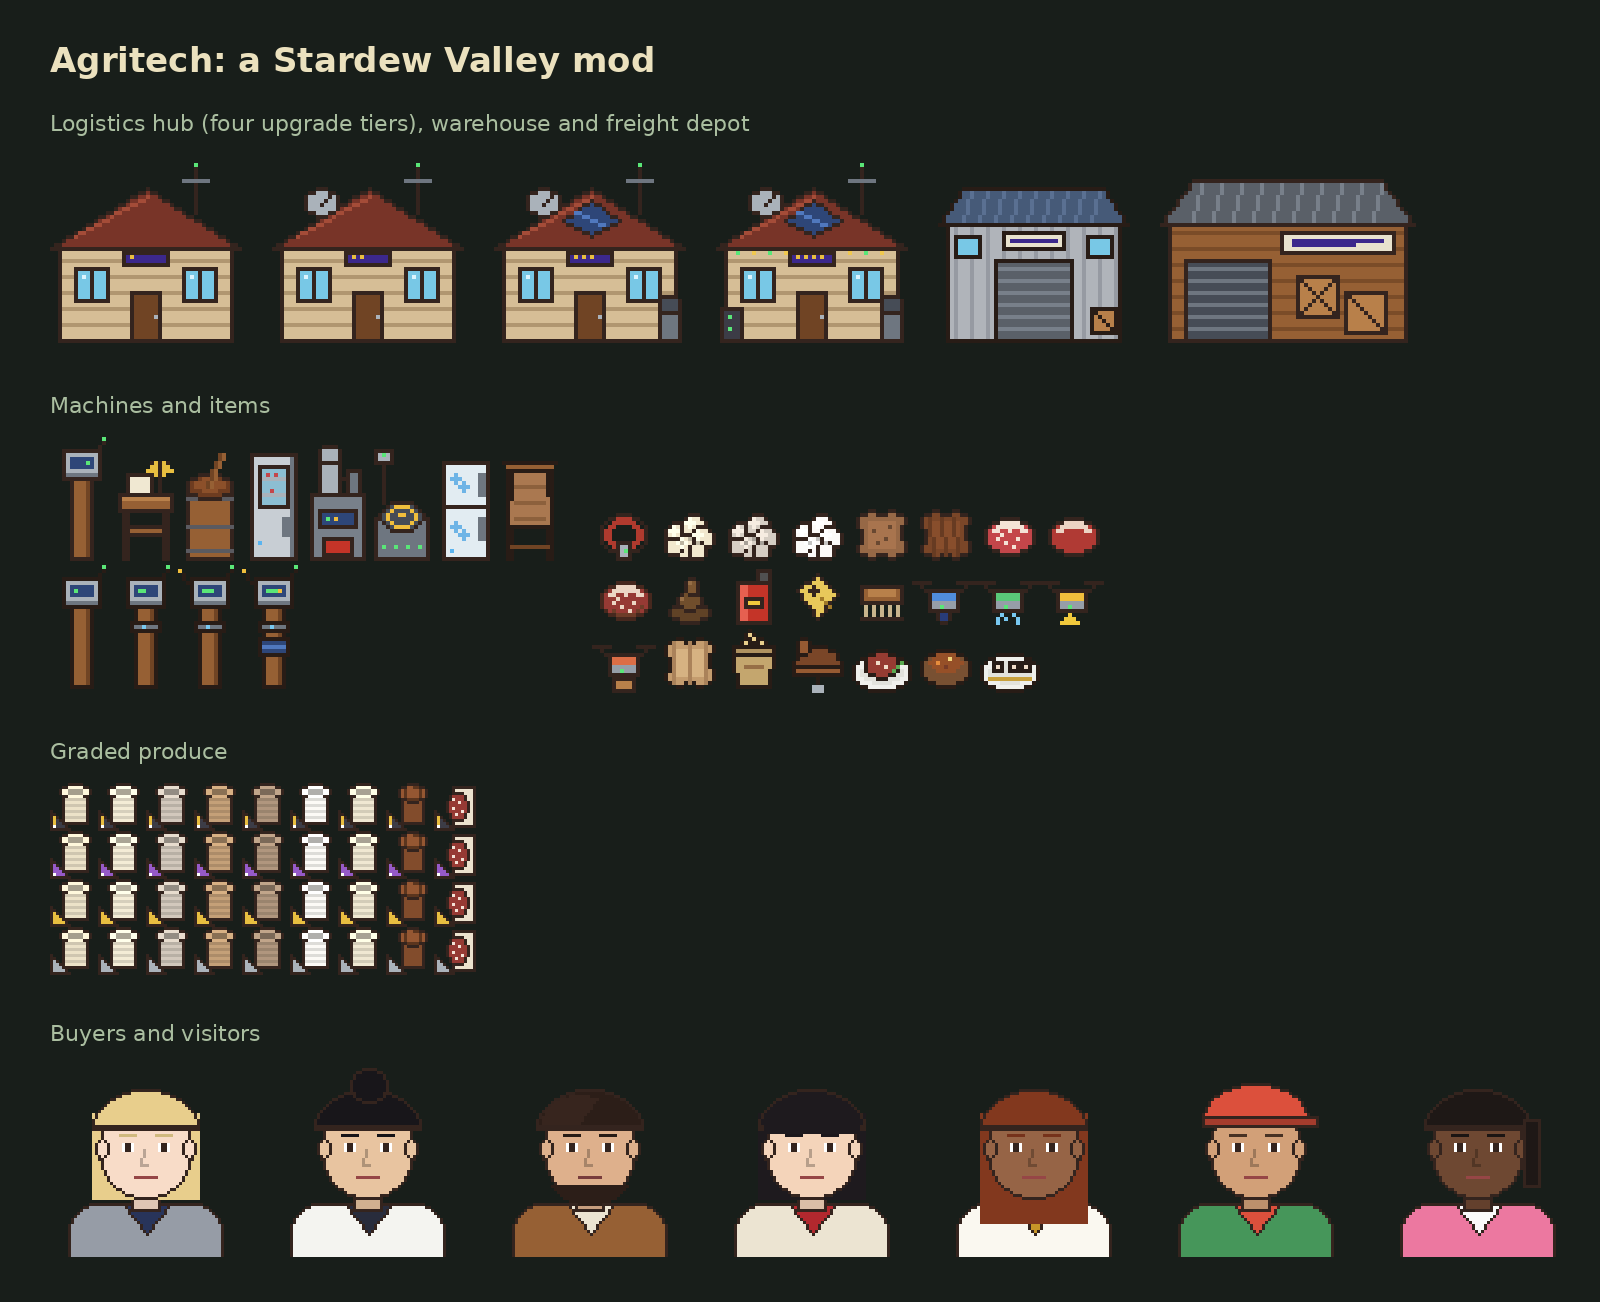 Agritech: a Stardew Valley mod
Logistics hub (four upgrade tiers), warehouse and freight depot
Machines and items
Graded produce
Buyers and visitors